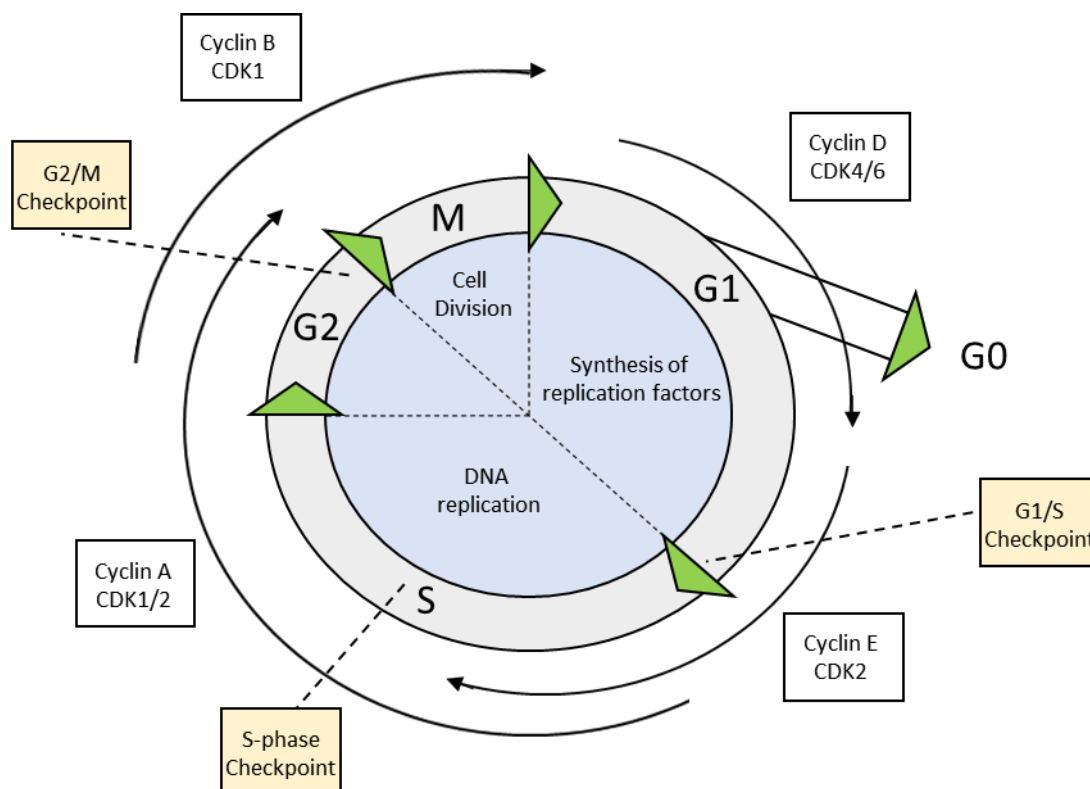 Cyclin B
CDK1
Cyclin D
CDK4/6
G2/M
Checkpoint
M
Cell
Division
G1
G2
G0
Synthesis of
replication factors
DNA
replication
G1/S
Checkpoint
Cyclin A
CDK1/2
S
Cyclin E
CDK2
S-phase
Checkpoint